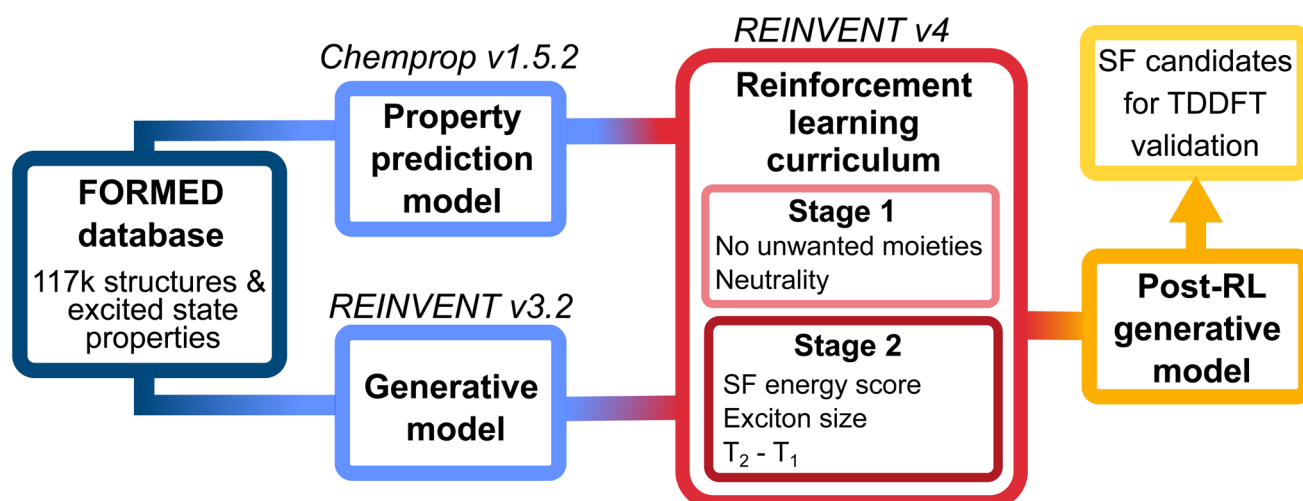 FORMED
database
117k structures &
excited state
properties
Chemprop v1.5.2
Property
prediction
model
REINVENT v3.2
Generative
model
REINVENT v4
Reinforcement
learning
curriculum
Stage 1
No unwanted moieties
Neutrality
Stage 2
SF energy score
Exciton size
T₂ - T₁
Post-RL
generative
model
SF candidates
for TDDFT
validation